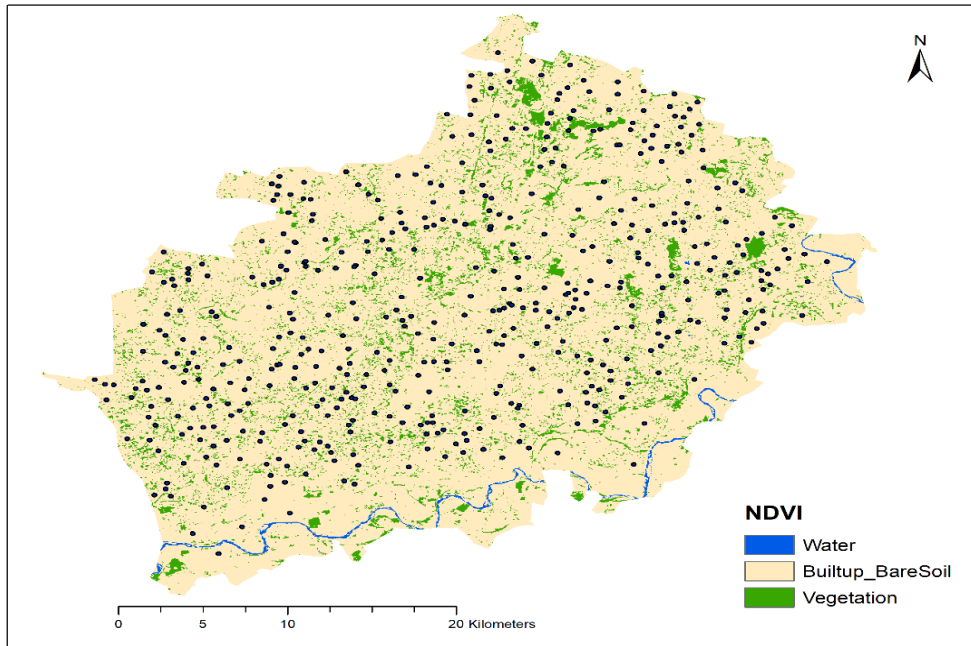 N
NDVI
Water
Builtup_BareSoil
Vegetation
0 5 10 20 Kilometers